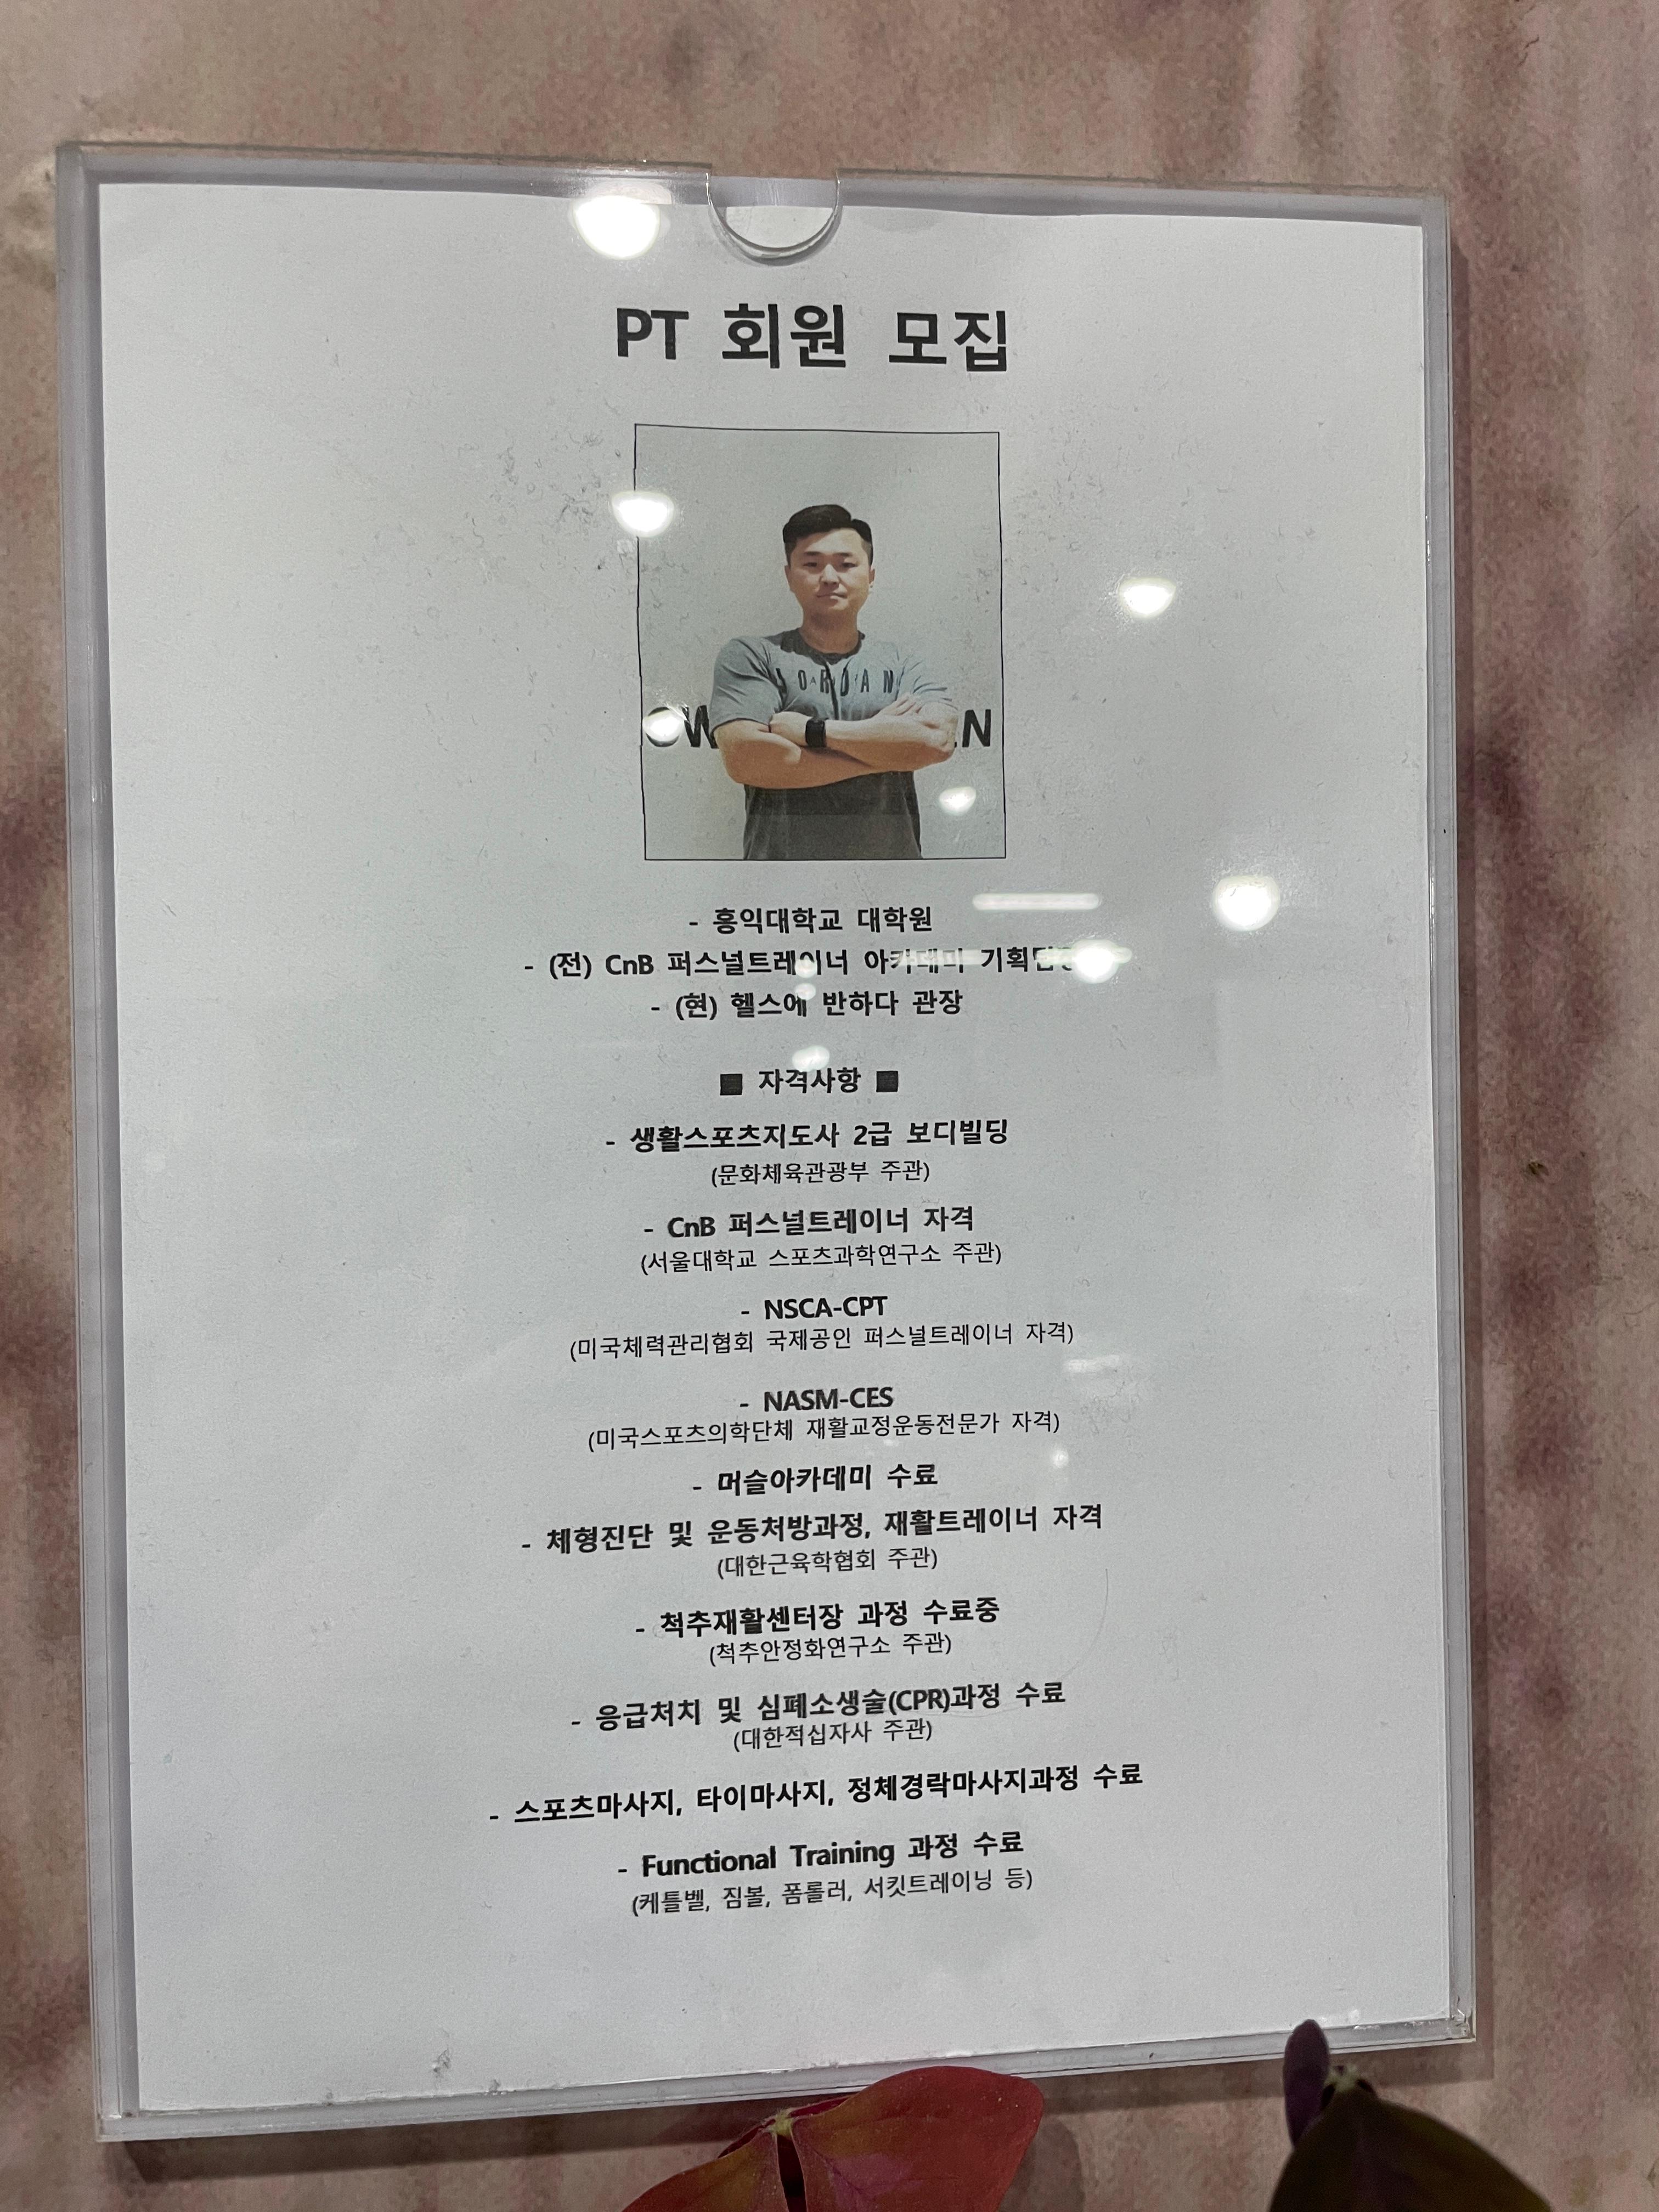 PT 회원 모집
JORDAN
- 홍익대학교 대학원
- (전) CnB 퍼스널트레이너 아카데미
- (현) 헬스에 반하다 관장
■ 자격사항 ■
- 생활스포츠지도사 2급 보디빌딩
(문화체육관광부 주관)
- CnB 퍼스널트레이너 자격
(서울대학교 스포츠과학연구소 주관)
- NSCA-CPT
(미국체력관리협회 국제공인 퍼스널트레이너 자격)
- NASM-CES
(미국스포츠의학단체 재활교정운동전문가 자격)
- 머슬아카데미 수료
- 체형진단 및 운동처방과정, 재활트레이너 자격
(대한근육학협회 주관)
- 척추재활센터장 과정 수료중
(척추안정화연구소 주관)
- 응급처치 및 심폐소생술(CPR)과정 수료
(대한적십자사 주관)
- 스포츠마사지, 타이마사지, 정체경락마사지과정 수료
- Functional Training 과정 수료
(케틀벨, 짐볼, 폼롤러, 서킷트레이닝 등)